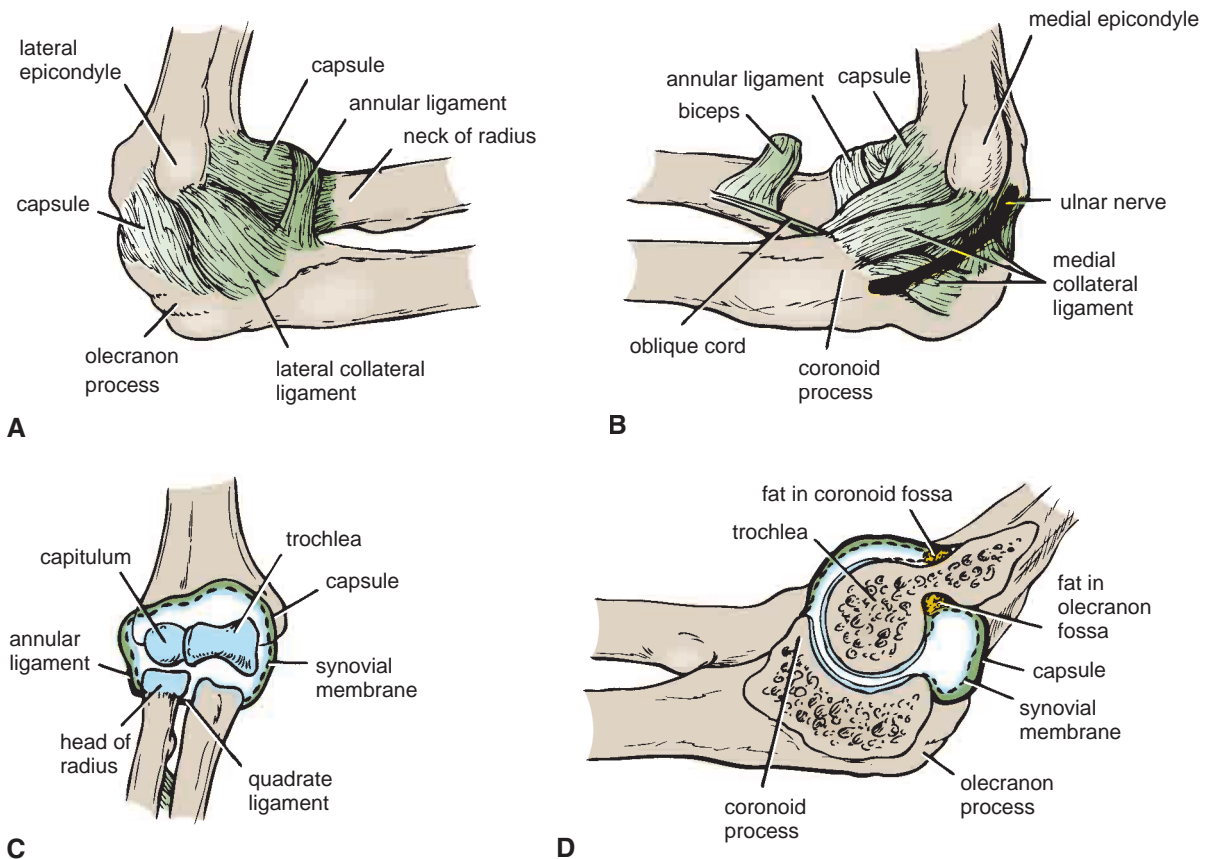 lateral
epicondyle
capsule
annular ligament
neck of radius
capsule
olecranon
process
lateral collateral
ligament
A
medial epicondyle
annular ligament
capsule
biceps
ulnar nerve
medial
collateral
ligament
oblique cord
coronoid
process
B
capitulum
trochlea
capsule
annular
ligament
synovial
membrane
head of
radius
quadrate
ligament
C
fat in coronoid fossa
trochlea
fat in
olecranon
fossa
capsule
synovial
membrane
olecranon
process
coronoid
process
D